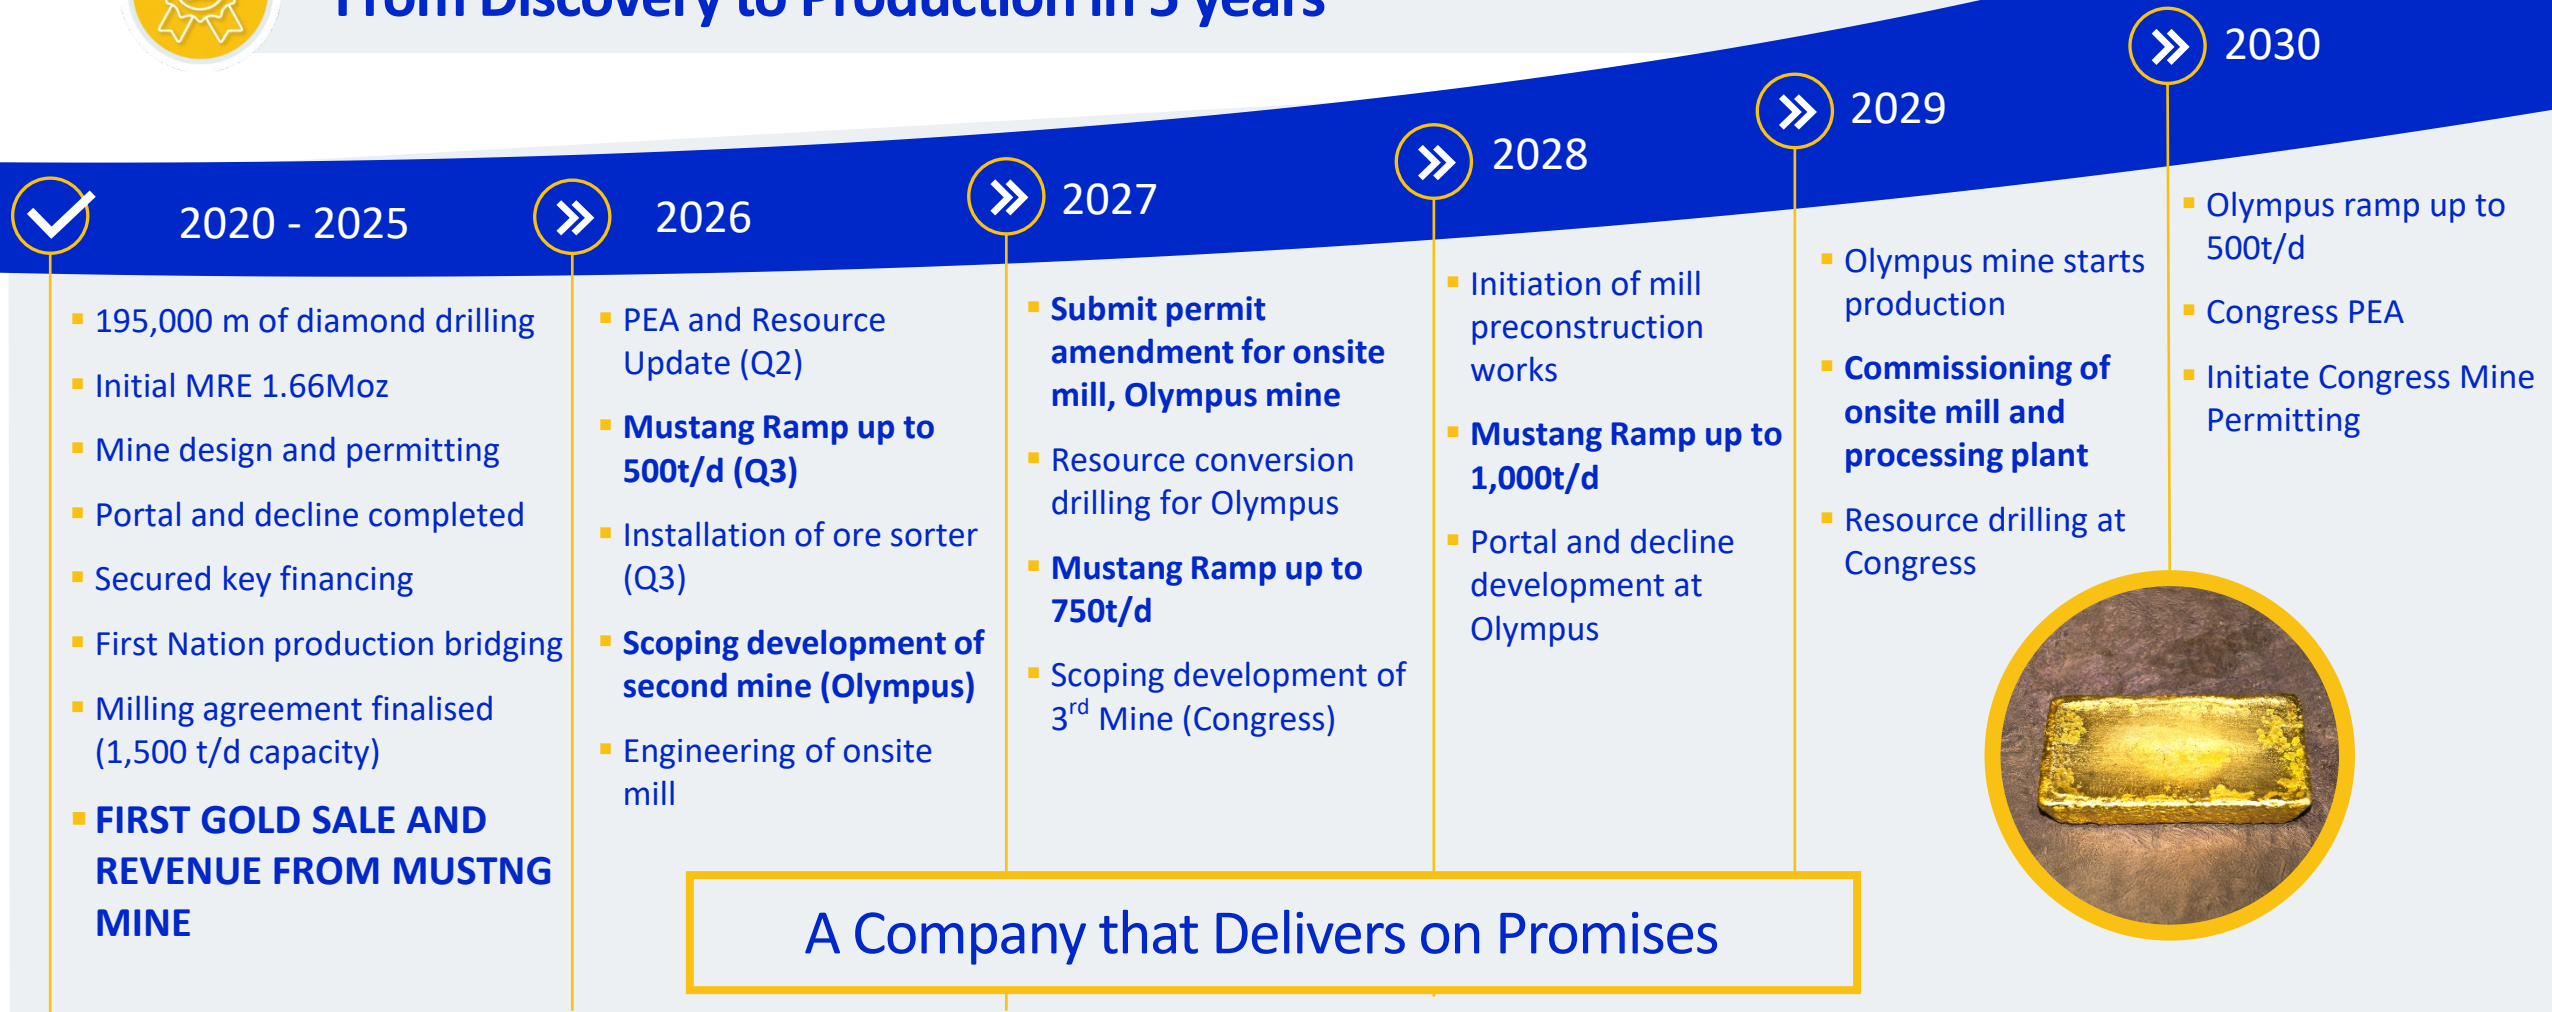 From Discovery to Production in 5 years
2020 - 2025
195,000 m of diamond drilling
Initial MRE 1.66Moz
Mine design and permitting
Portal and decline completed
Secured key financing
First Nation production bridging
Milling agreement finalised
(1,500 t/d capacity)
FIRST GOLD SALE AND
REVENUE FROM MUSTNG
MINE
2026
PEA and Resource
Update (Q2)
Mustang Ramp up to
500t/d (Q3)
Installation of ore sorter
(Q3)
Scoping development of
second mine (Olympus)
Engineering of onsite
mill
2027
Submit permit
amendment for onsite
mill, Olympus mine
Resource conversion
drilling for Olympus
Mustang Ramp up to
750t/d
Scoping development of
3rd Mine (Congress)
2028
Initiation of mill
preconstruction
works
Mustang Ramp up to
1,000t/d
Portal and decline
development at
Olympus
2029
Olympus mine starts
production
Commissioning of
onsite mill and
processing plant
Resource drilling at
Congress
2030
Olympus ramp up to
500t/d
Congress PEA
Initiate Congress Mine
Permitting
A Company that Delivers on Promises